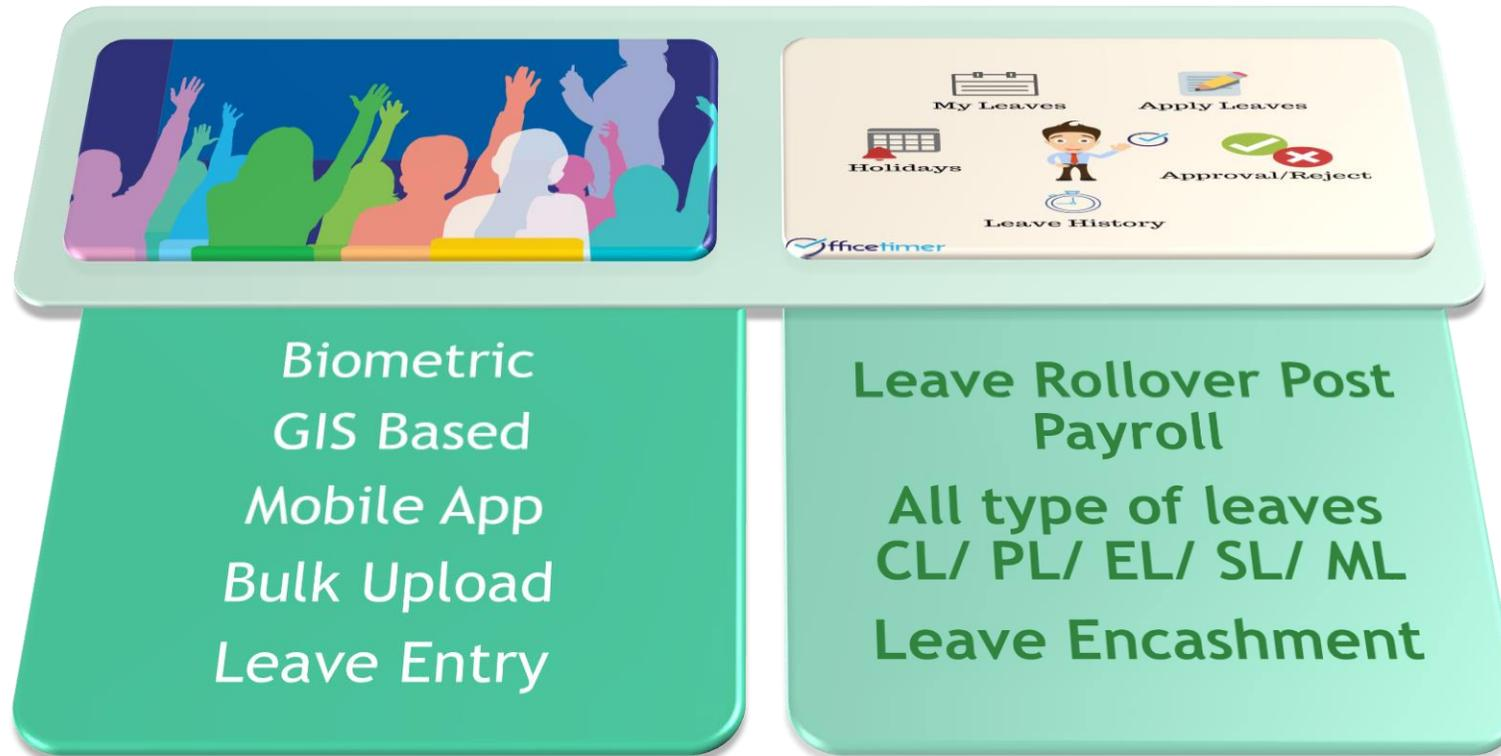 My Leaves
Apply Leaves
Holidays
Approval/Reject
Leave History
Officetimer
Biometric
GIS Based
Mobile App
Bulk Upload
Leave Entry
Leave Rollover Post
Payroll
All type of leaves
CL/ PL/ EL/ SL/ ML
Leave Encashment